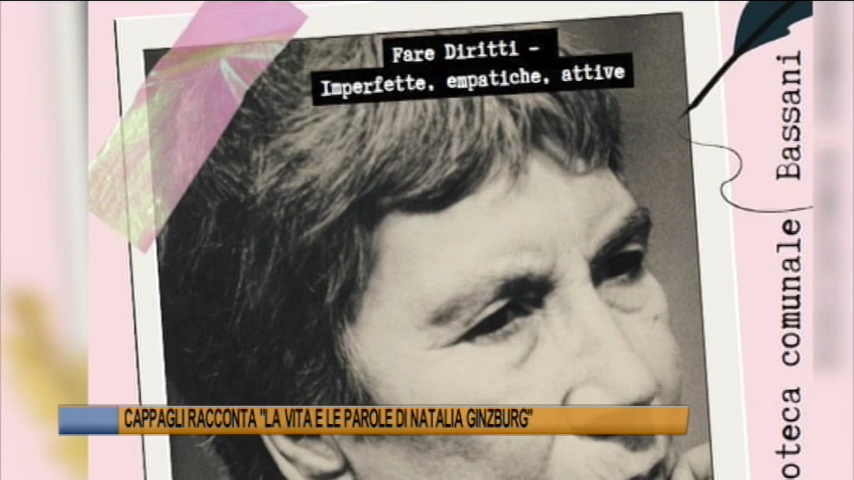 Fare Diritti -
Imperfette, empatiche, attive
oteca comunale Bassani
CAPPAGLI RACCONTA "LA VITA E LE PAROLE DI NATALIA GINZBURG"